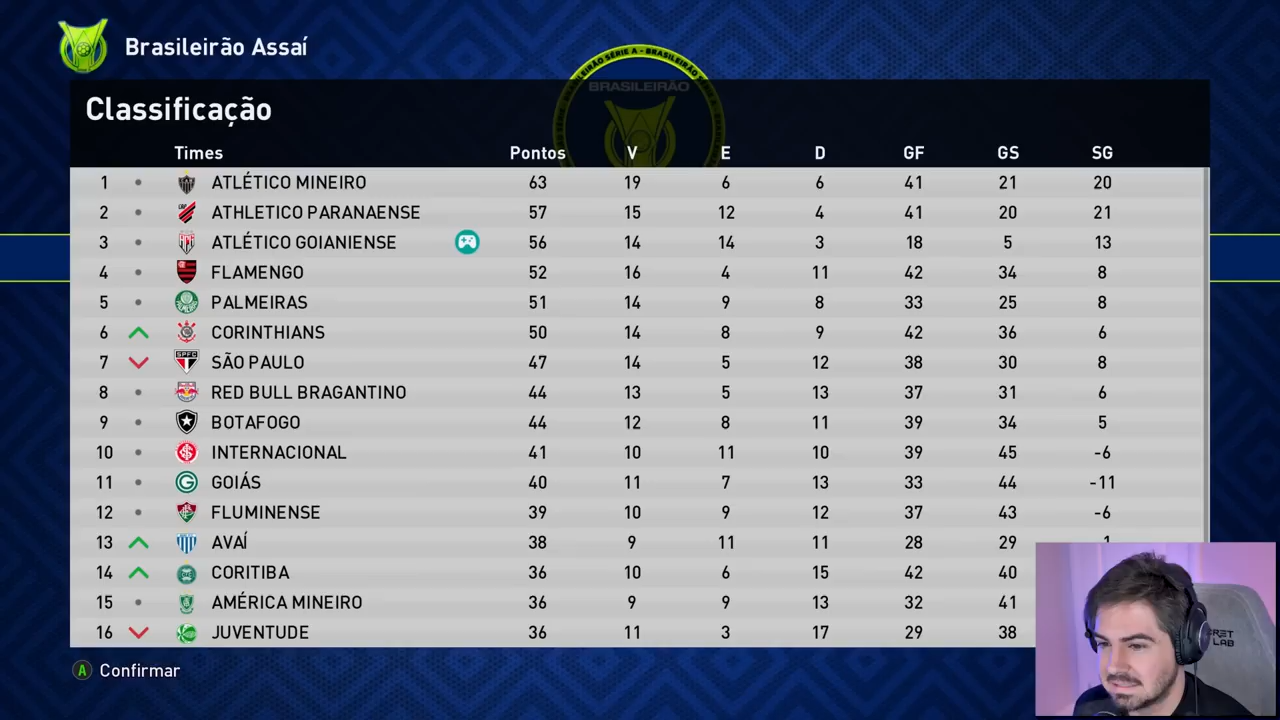 Brasileirão Assaí
BRASILEIRÃO SÉRIE A - BRASILEIRÃO
BRASILEIRÃO
Classificação
Times Pontos V E D GF GS SG
1 ATLÉTICO MINEIRO 63 19 6 6 41 21 20
2 ATHLETICO PARANAENSE 57 15 12 4 41 20 21
3 ATLÉTICO GOIANIENSE 56 14 14 3 18 5 13
4 FLAMENGO 52 16 4 11 42 34 8
5 PALMEIRAS 51 14 9 8 33 25 8
6 CORINTHIANS 50 14 8 9 42 36 6
7 SPFC SÃO PAULO 47 14 5 12 38 30 8
8 RED BULL BRAGANTINO 44 13 5 13 37 31 6
9 BOTAFOGO 44 12 8 11 39 34 5
10 INTERNACIONAL 41 10 11 10 39 45 -6
11 GOIÁS 40 11 7 13 33 44 -11
12 FLUMINENSE 39 10 9 12 37 43 -6
13 AVAÍ 38 9 11 11 28 29
14 CORITIBA 36 10 6 15 42 40
15 AMÉRICA MINEIRO 36 9 9 13 32 41
16 JUVENTUDE 36 11 3 17 29 38
A Confirmar